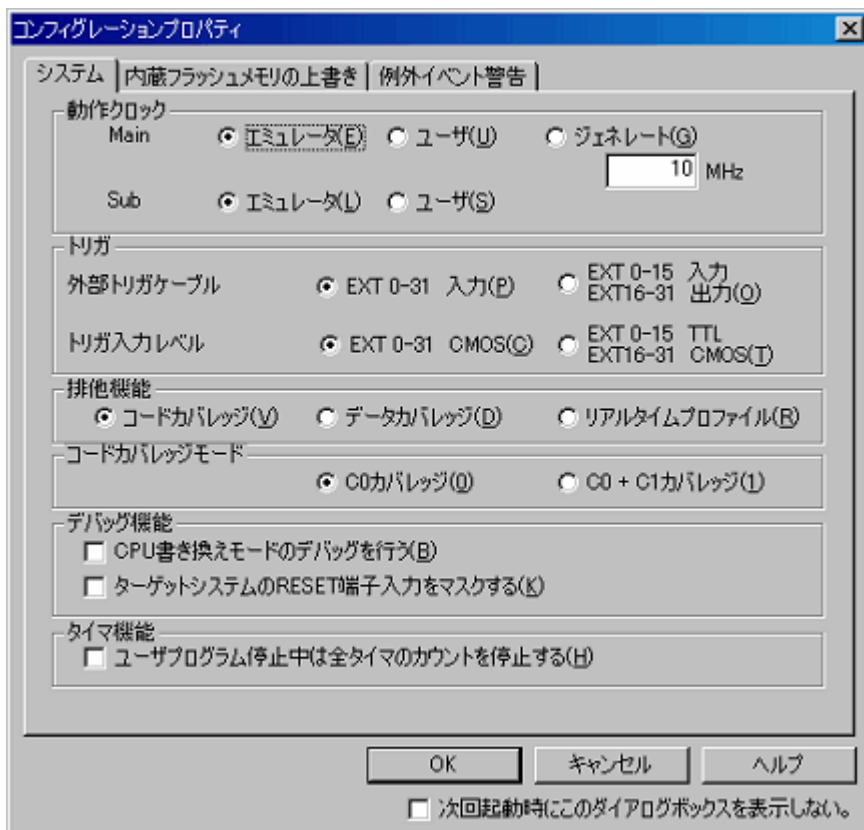 コンフィグレーションプロパティ
システム 内蔵フラッシュメモリの上書き 例外イベント警告
動作クロック
Main エミュレータ(E) ユーザ(U) ジェネレート(G)
10 MHz
Sub エミュレータ(L) ユーザ(S)
トリガ
外部トリガケーブル EXT 0-31 入力(P) EXT 0-15 入力
EXT16-31 出力(O)
トリガ入力レベル EXT 0-31 CMOS(C) EXT 0-15 TTL
EXT16-31 CMOS(T)
排他機能
コードカバレッジ(V) データカバレッジ(D) リアルタイムプロファイル(R)
コードカバレッジモード
C0カバレッジ(0) C0 + C1カバレッジ(1)
デバッグ機能
CPU書き換えモードのデバッグを行う(B)
ターゲットシステムのRESET端子入力をマスクする(K)
タイマ機能
ユーザプログラム停止中は全タイマのカウントを停止する(H)
OK キャンセル ヘルプ
次回起動時にこのダイアログボックスを表示しない。